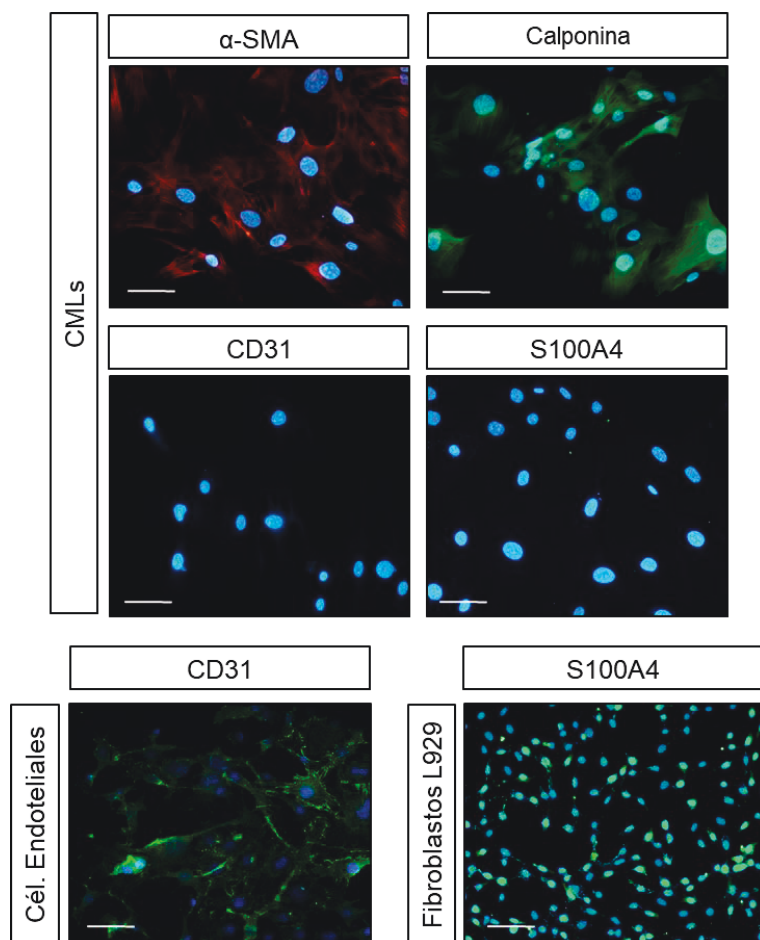 α-SMA
Calponina
CMLs
CD31
S100A4
CD31
S100A4
Cél. Endoteliales
Fibroblastos L929